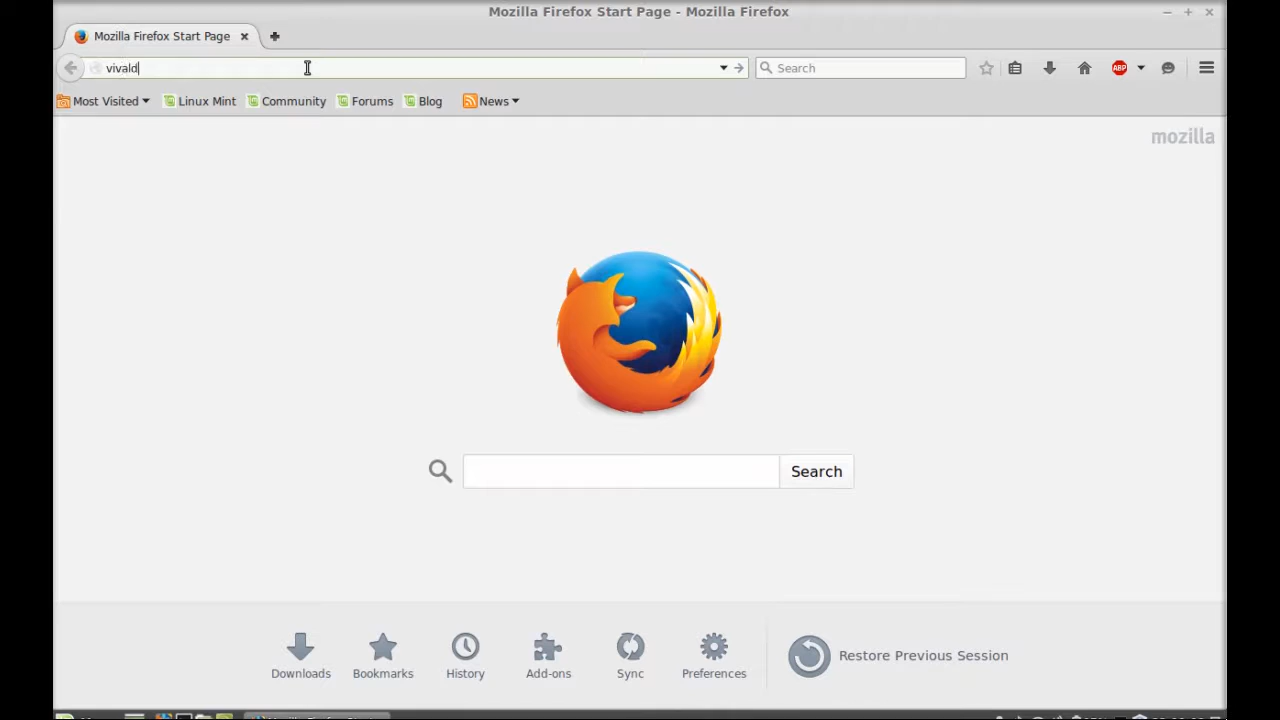 Mozilla Firefox Start Page - Mozilla Firefox
Mozilla Firefox Start Page
vivald
Search
ABP
Most Visited
Linux Mint
Community
Forums
Blog
News
mozilla
Search
Downloads
Bookmarks
History
Add-ons
Sync
Preferences
Restore Previous Session